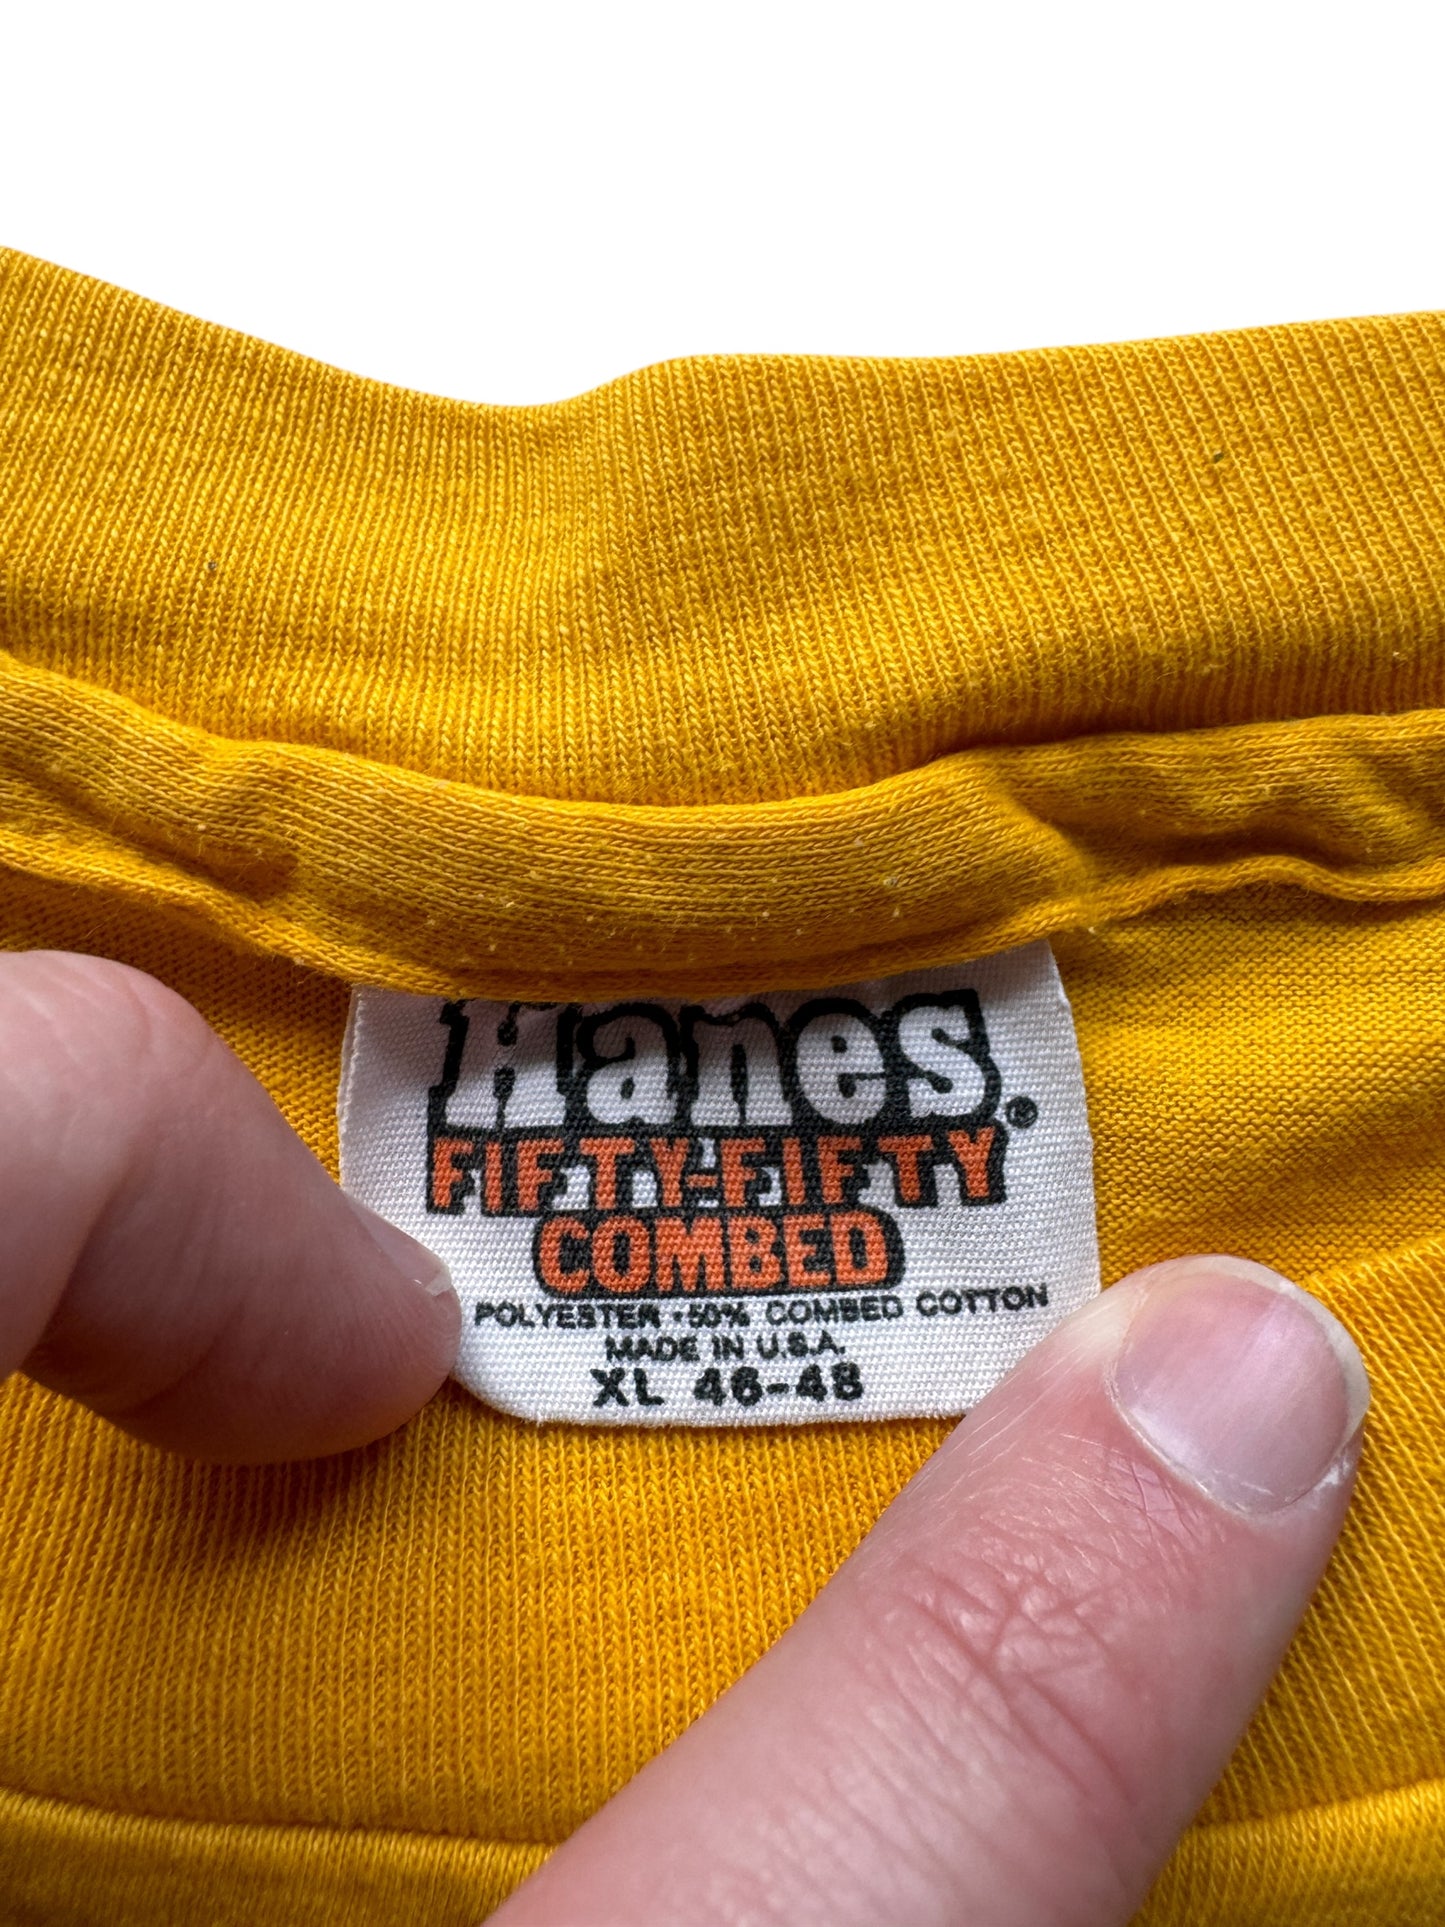 Hanes®
FIFTY-FIFTY
COMBED
POLYESTER • 50% COMBED COTTON
MADE IN U.S.A.
XL 46-48